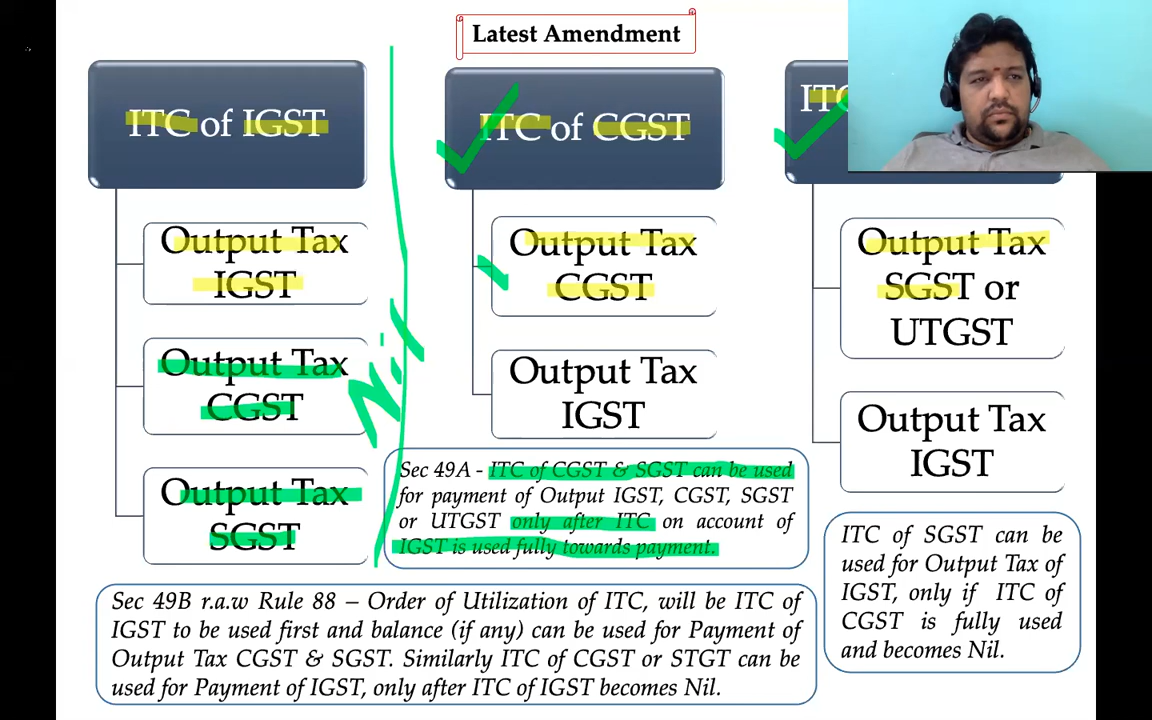 Latest Amendment
ITC of IGST
Output Tax
IGST
Output Tax
CGST
Output Tax
SGST
Nil
ITC of CGST
Output Tax
CGST
Output Tax
IGST
Sec 49A - ITC of CGST & SGST can be used
for payment of Output IGST, CGST, SGST
or UTGST only after ITC on account of
IGST is used fully towards payment.
ITC
Output Tax
SGST or
UTGST
Output Tax
IGST
ITC of SGST can be
used for Output Tax of
IGST, only if ITC of
CGST is fully used
and becomes Nil.
Sec 49B r.a.w Rule 88 – Order of Utilization of ITC, will be ITC of
IGST to be used first and balance (if any) can be used for Payment of
Output Tax CGST & SGST. Similarly ITC of CGST or STGT can be
used for Payment of IGST, only after ITC of IGST becomes Nil.